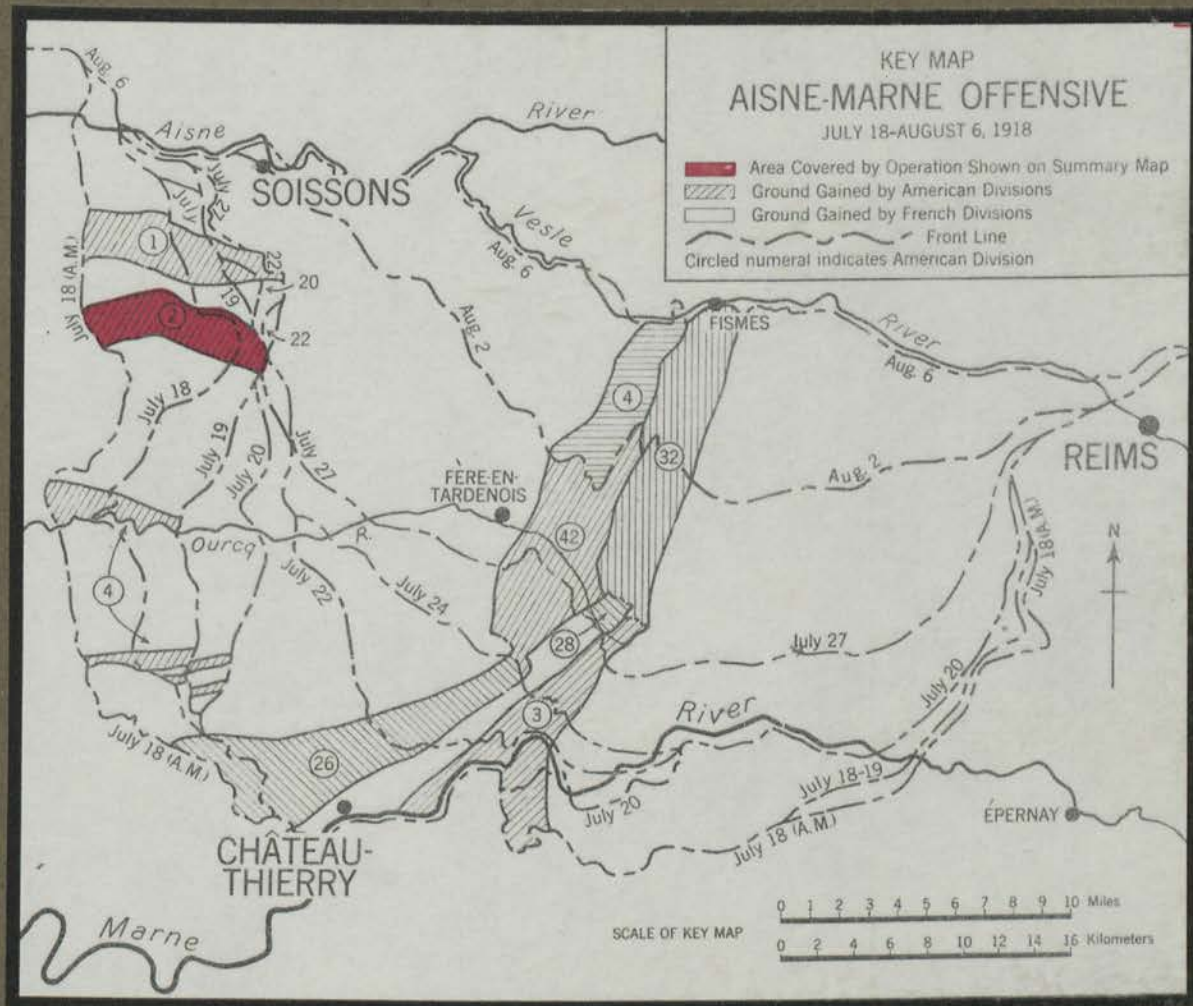 KEY MAP
AISNE-MARNE OFFENSIVE
JULY 18-AUGUST 6, 1918
Area Covered by Operation Shown on Summary Map
Ground Gained by American Divisions
Ground Gained by French Divisions
Front Line
Circled numeral indicates American Division
Aug. 6
Aisne
River
SOISSONS
July 27
July
Vesle
Aug. 6
1
22
20
July 18 (A.M.)
19
2
22
Aug. 2
FISMES
River
Aug. 6
REIMS
July 18
4
July 19
July 20
July 27
32
Aug. 2
FÈRE-EN-
TARDENOIS
Ourcq
R.
42
July 18 (A.M.)
N
4
July 22
July 24
28
July 27
July 20
3
River
July 18 (A.M.)
26
July 20
July 18-19
July 18 (A.M.)
ÉPERNAY
CHÂTEAU-
THIERRY
Marne
SCALE OF KEY MAP
0 1 2 3 4 5 6 7 8 9 10 Miles
0 2 4 6 8 10 12 14 16 Kilometers